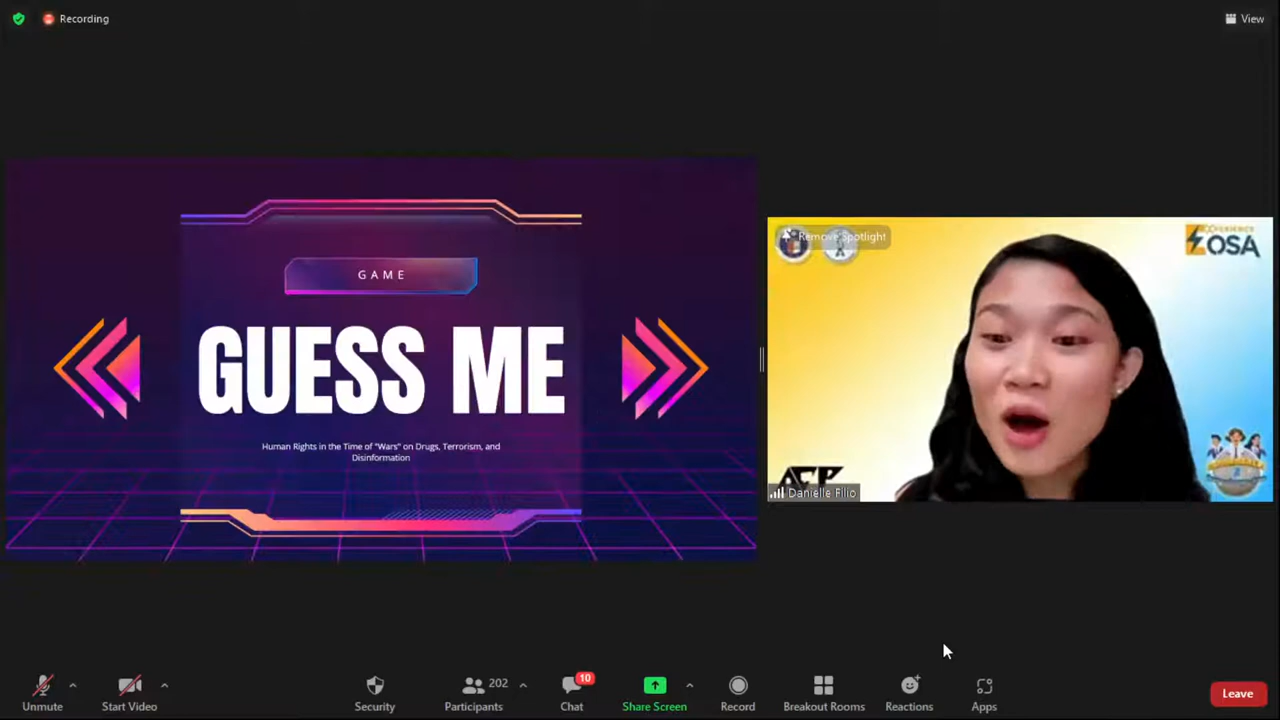 Recording
View
GAME
GUESS ME
Human Rights in the Time of "Wars" on Drugs, Terrorism, and
Disinformation
Remove Spotlight
XPERIENCE
OSA
Danielle Filio
Unmute
Start Video
Security
202
Participants
10
Chat
Share Screen
Record
Breakout Rooms
Reactions
Apps
Leave